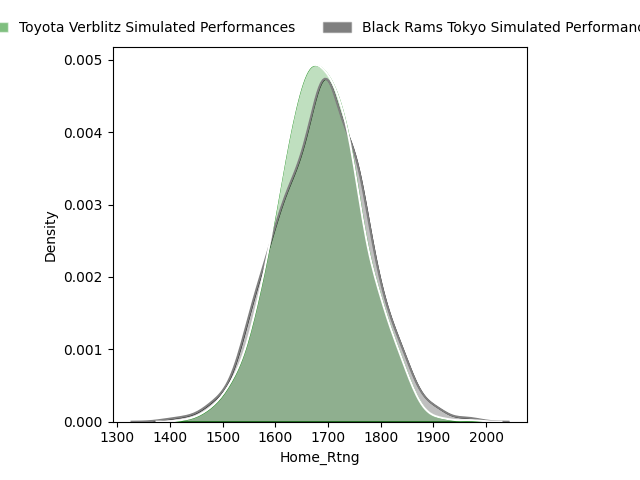 Toyota Verblitz Simulated Performances
Black Rams Tokyo Simulated
0.005
0.004
0.003
0.002
0.001
0.000
Density
1300 1400 1500 1600 1700 1800 1900 2000
Home_Rtng